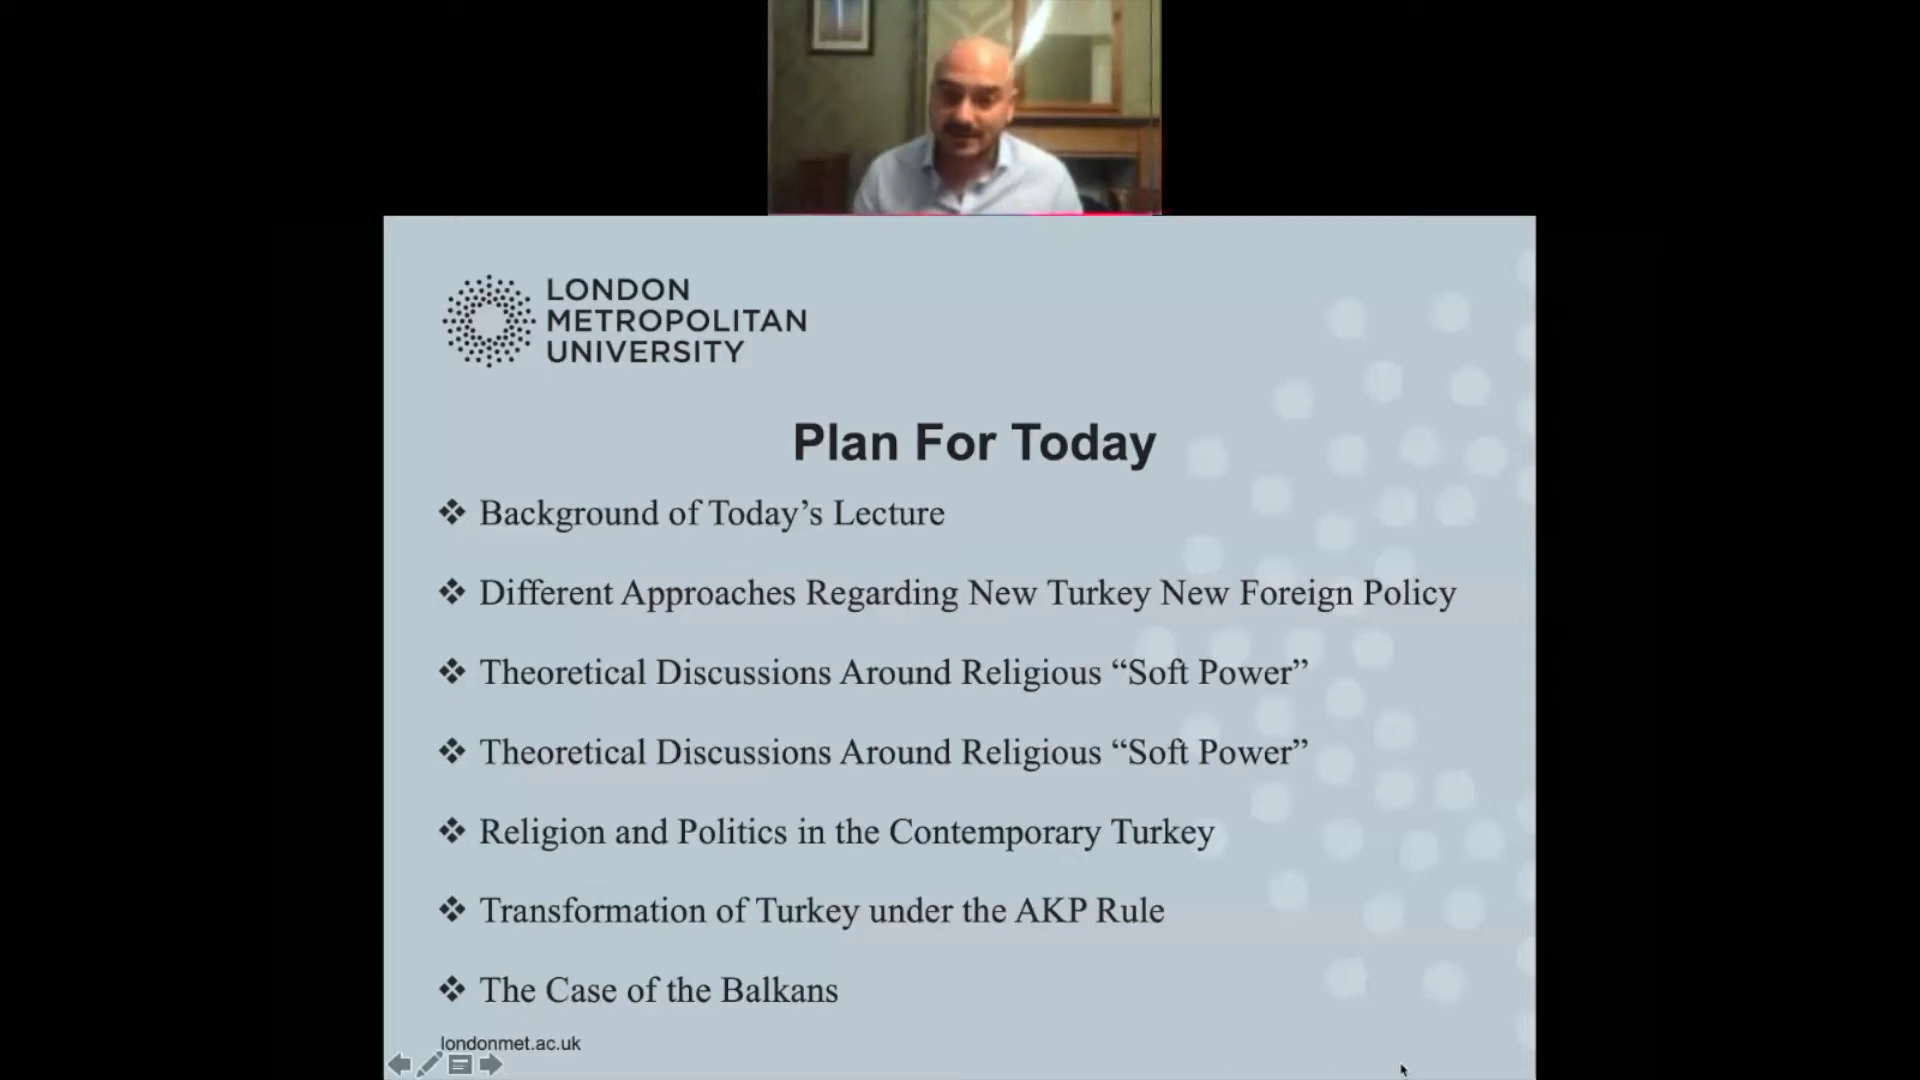 LONDON
METROPOLITAN
UNIVERSITY
Plan For Today
❖ Background of Today’s Lecture
❖ Different Approaches Regarding New Turkey New Foreign Policy
❖ Theoretical Discussions Around Religious “Soft Power”
❖ Theoretical Discussions Around Religious “Soft Power”
❖ Religion and Politics in the Contemporary Turkey
❖ Transformation of Turkey under the AKP Rule
❖ The Case of the Balkans
londonmet.ac.uk